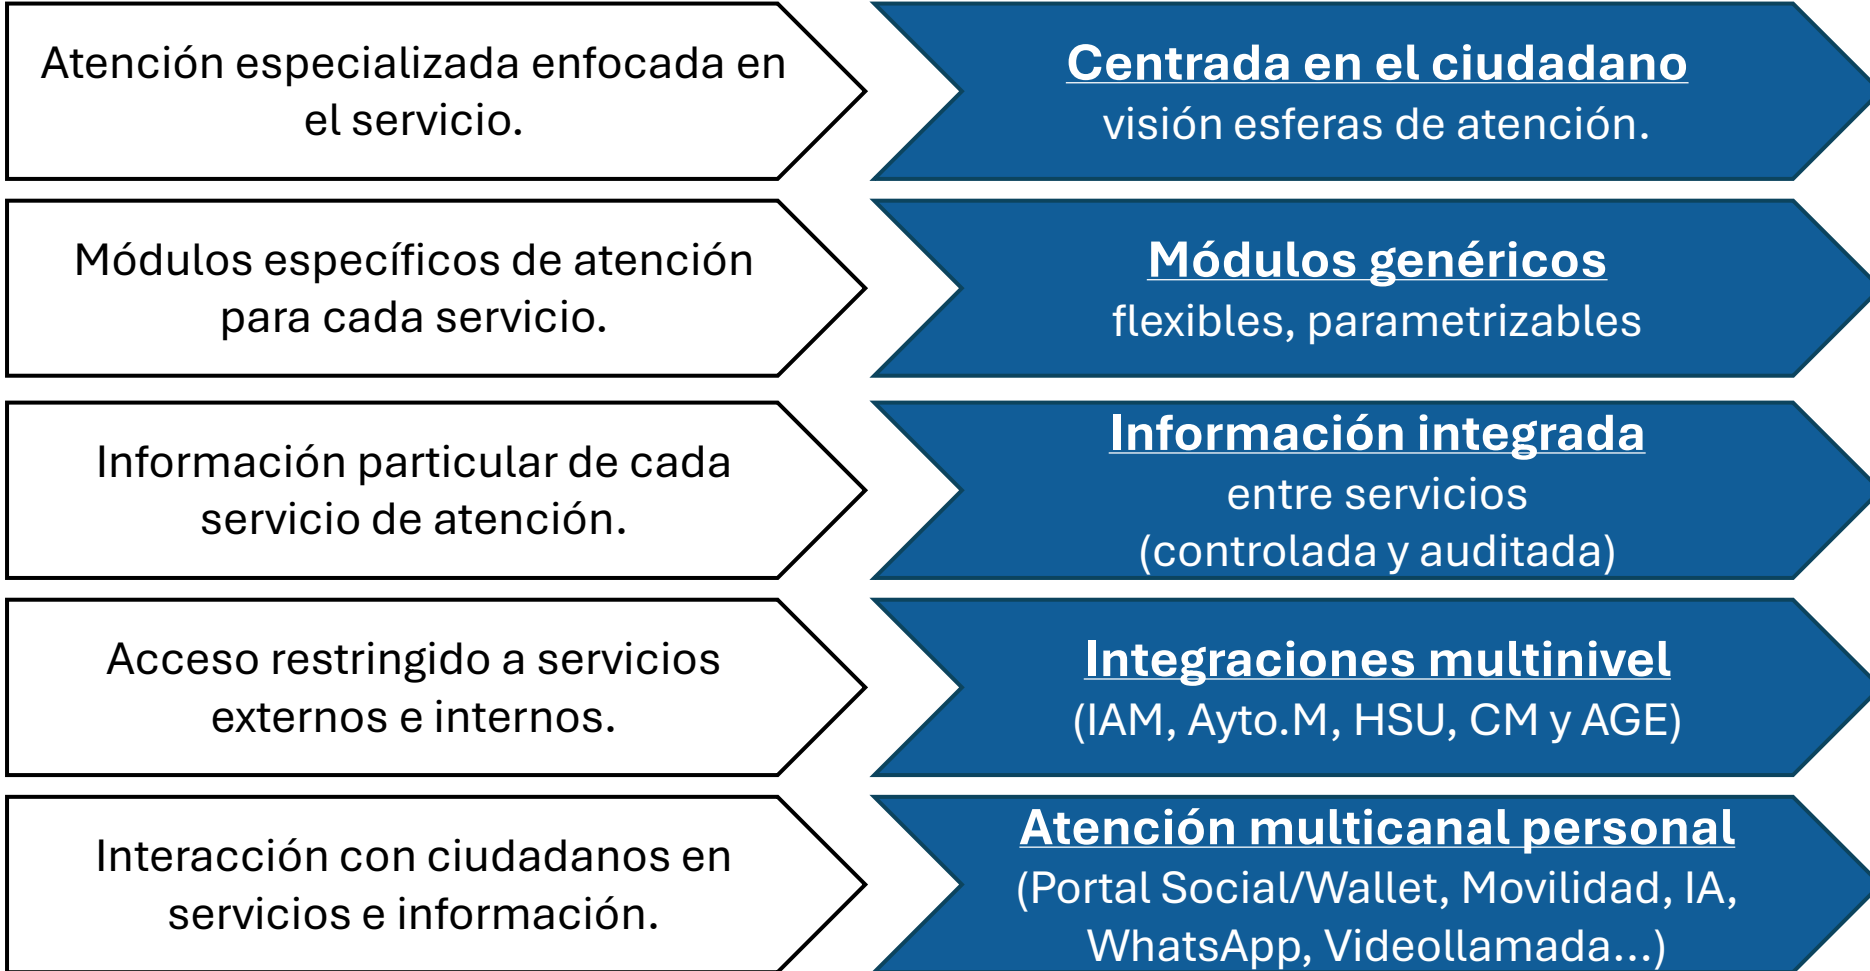 Atención especializada enfocada en
el servicio.
Centrada en el ciudadano
visión esferas de atención.
Módulos específicos de atención
para cada servicio.
Módulos genéricos
flexibles, parametrizables
Información particular de cada
servicio de atención.
Información integrada
entre servicios
(controlada y auditada)
Acceso restringido a servicios
externos e internos.
Integraciones multinivel
(IAM, Ayto.M, HSU, CM y AGE)
Interacción con ciudadanos en
servicios e información.
Atención multicanal personal
(Portal Social/Wallet, Movilidad, IA,
WhatsApp, Videollamada...)